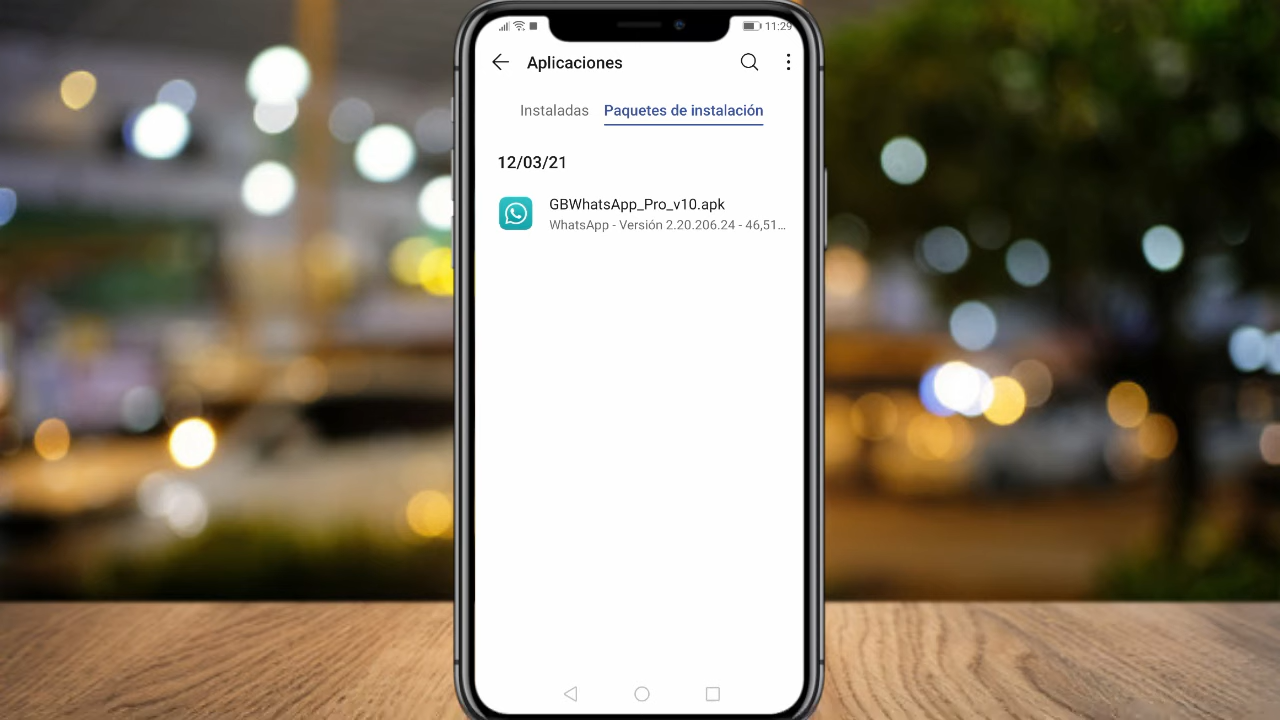 11:29
Aplicaciones
Instaladas Paquetes de instalación
12/03/21
GBWhatsApp_Pro_v10.apk
WhatsApp - Versión 2.20.206.24 - 46,51...